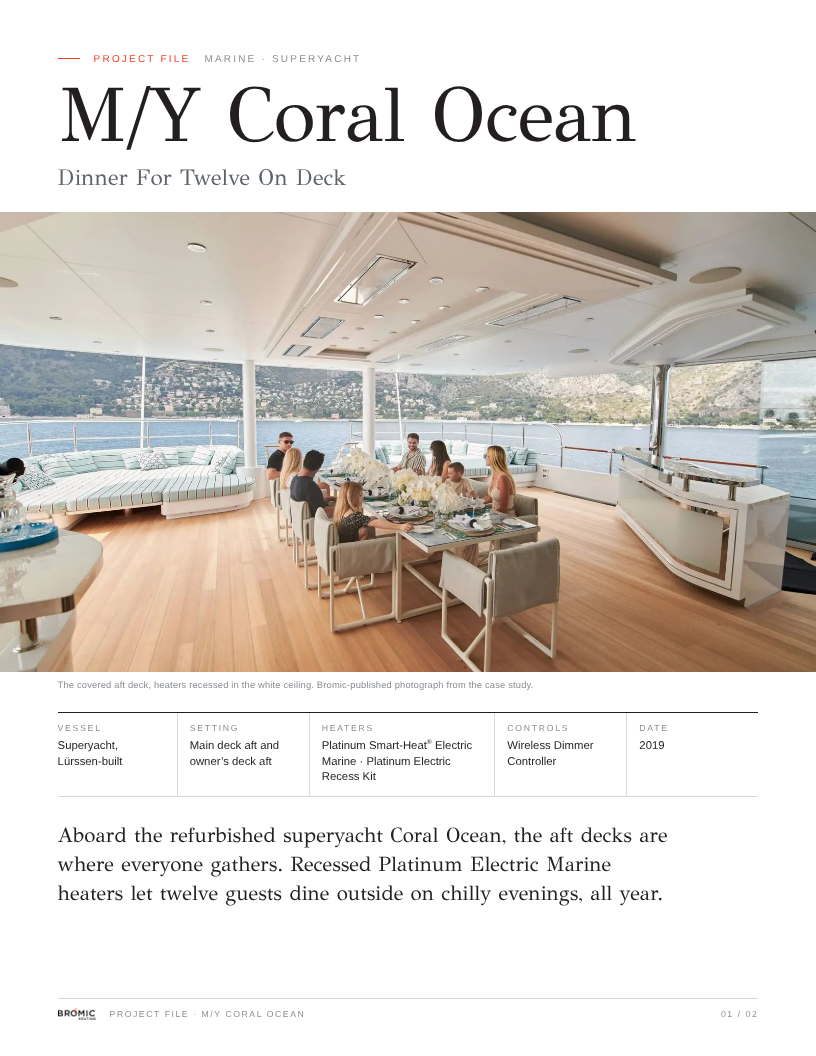 PROJECT FILE MARINE · SUPERYACHT
M/Y Coral Ocean
Dinner For Twelve On Deck
The covered aft deck, heaters recessed in the white ceiling. Bromic-published photograph from the case study.
VESSEL
Superyacht,
Lürssen-built
SETTING
Main deck aft and
owner’s deck aft
HEATERS
Platinum Smart-Heat® Electric
Marine · Platinum Electric
Recess Kit
CONTROLS
Wireless Dimmer
Controller
DATE
2019
Aboard the refurbished superyacht Coral Ocean, the aft decks are
where everyone gathers. Recessed Platinum Electric Marine
heaters let twelve guests dine outside on chilly evenings, all year.
BROMIC
HEATING
PROJECT FILE · M/Y CORAL OCEAN
01 / 02